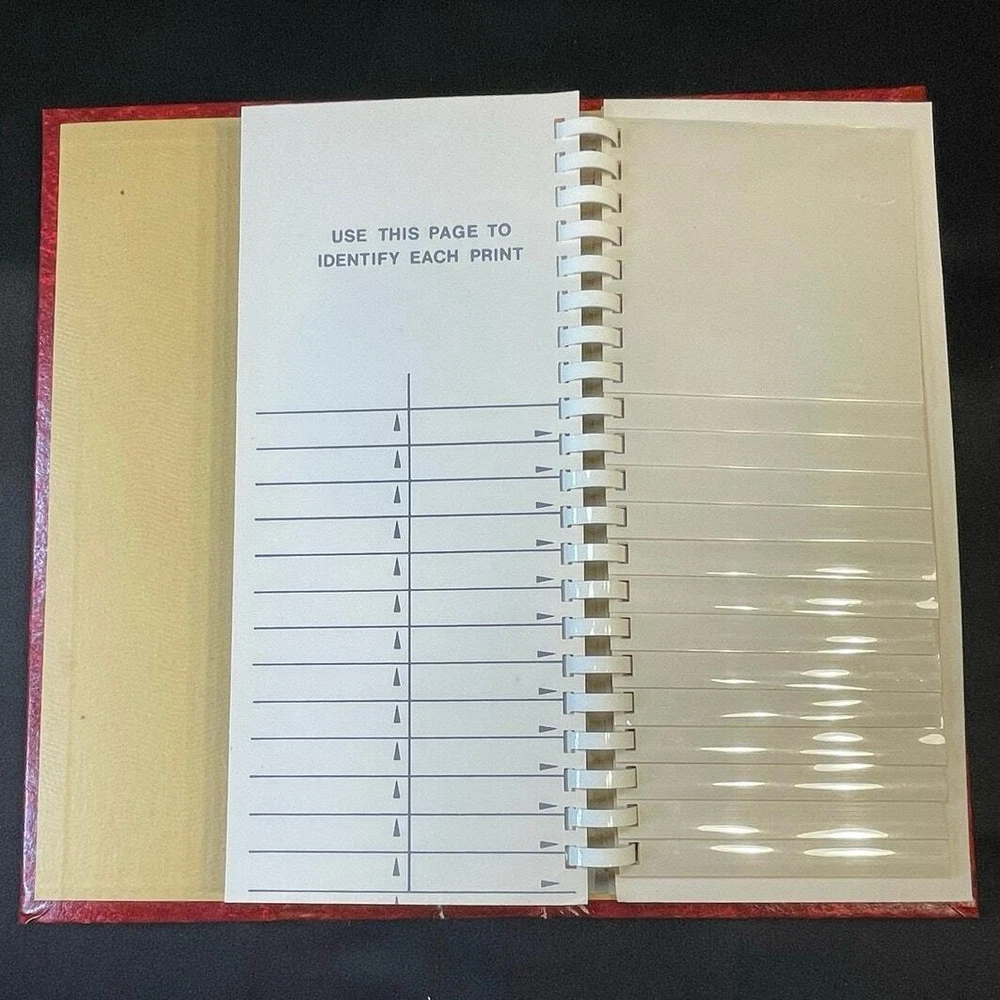 USE THIS PAGE TO
IDENTIFY EACH PRINT